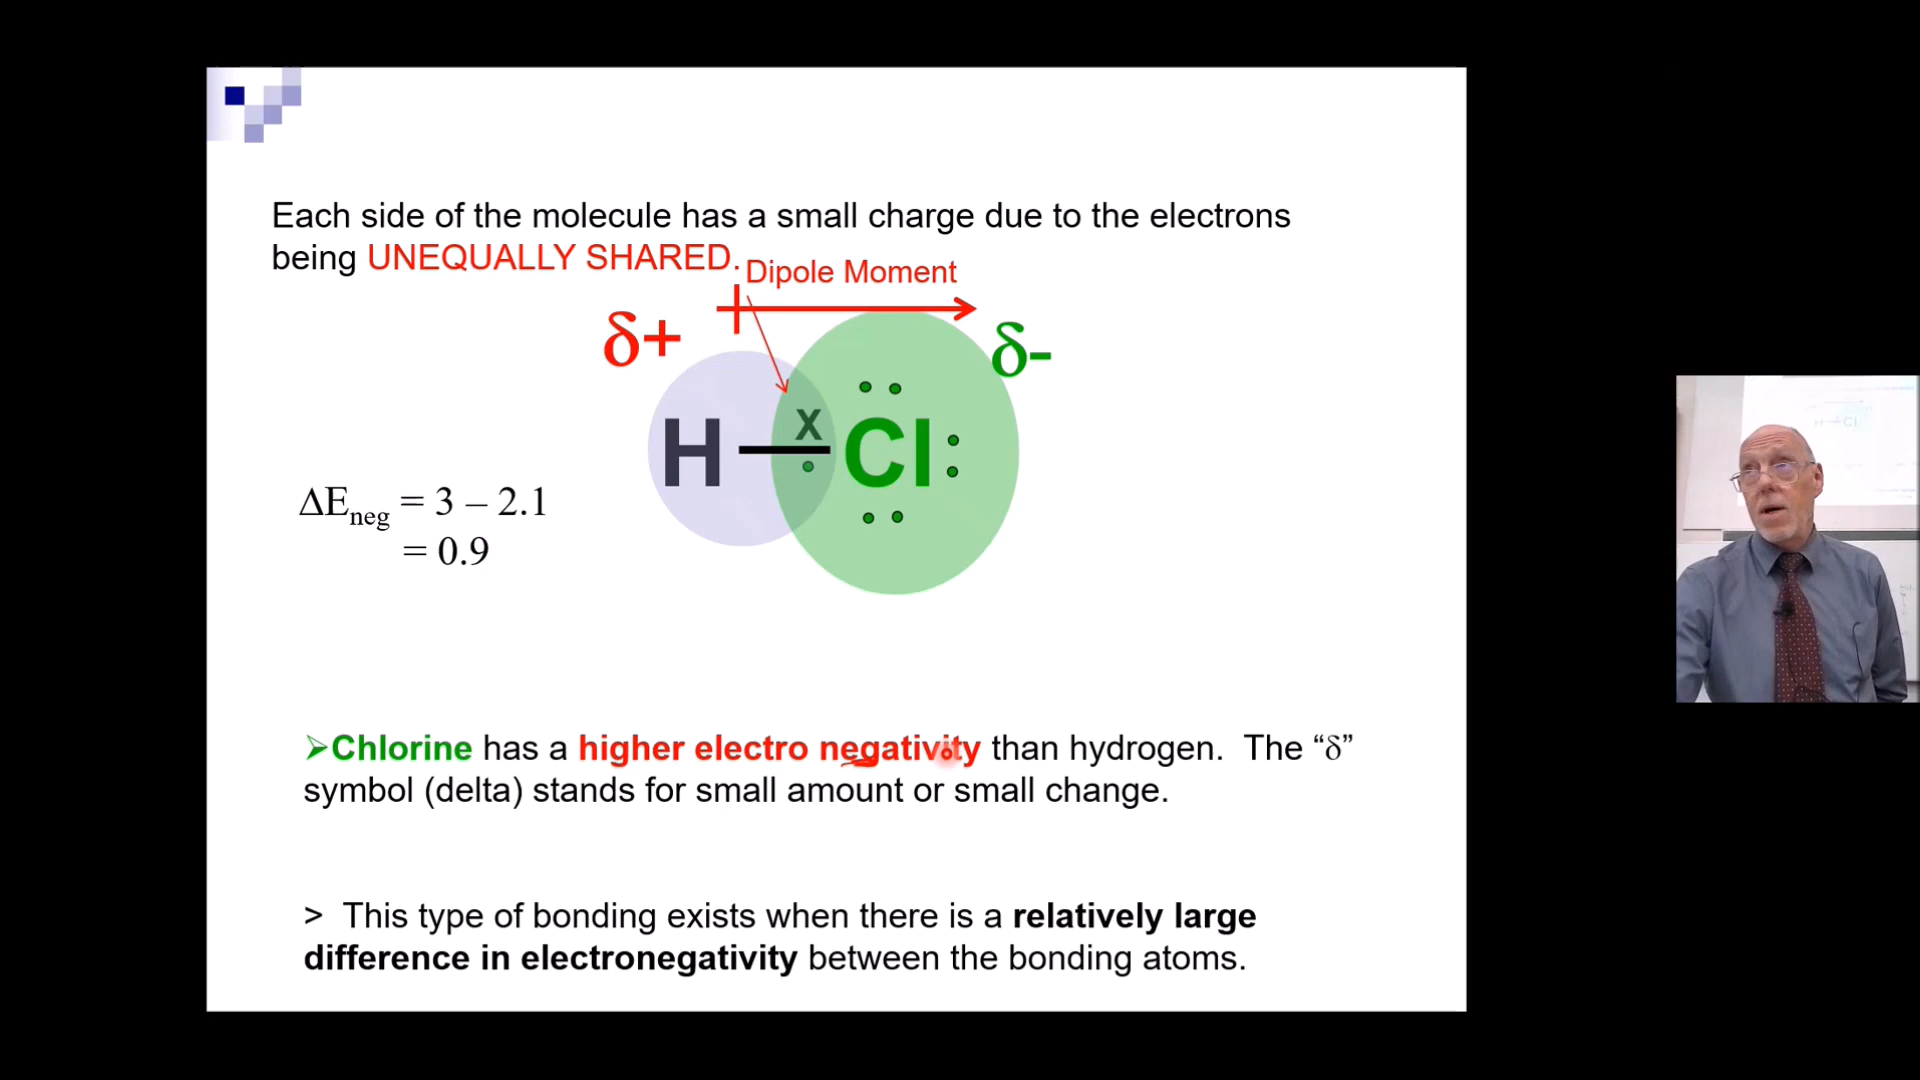 Each side of the molecule has a small charge due to the electrons
being UNEQUALLY SHARED.
Dipole Moment
δ+
δ-
H X Cl
ΔEneg = 3 – 2.1
= 0.9
➢Chlorine has a higher electro negativity than hydrogen. The “δ”
symbol (delta) stands for small amount or small change.
> This type of bonding exists when there is a relatively large
difference in electronegativity between the bonding atoms.
H Cl